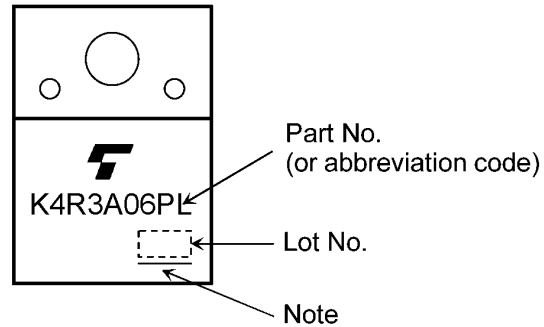 Part No.
(or abbreviation code)
K4R3A06PL
Lot No.
Note